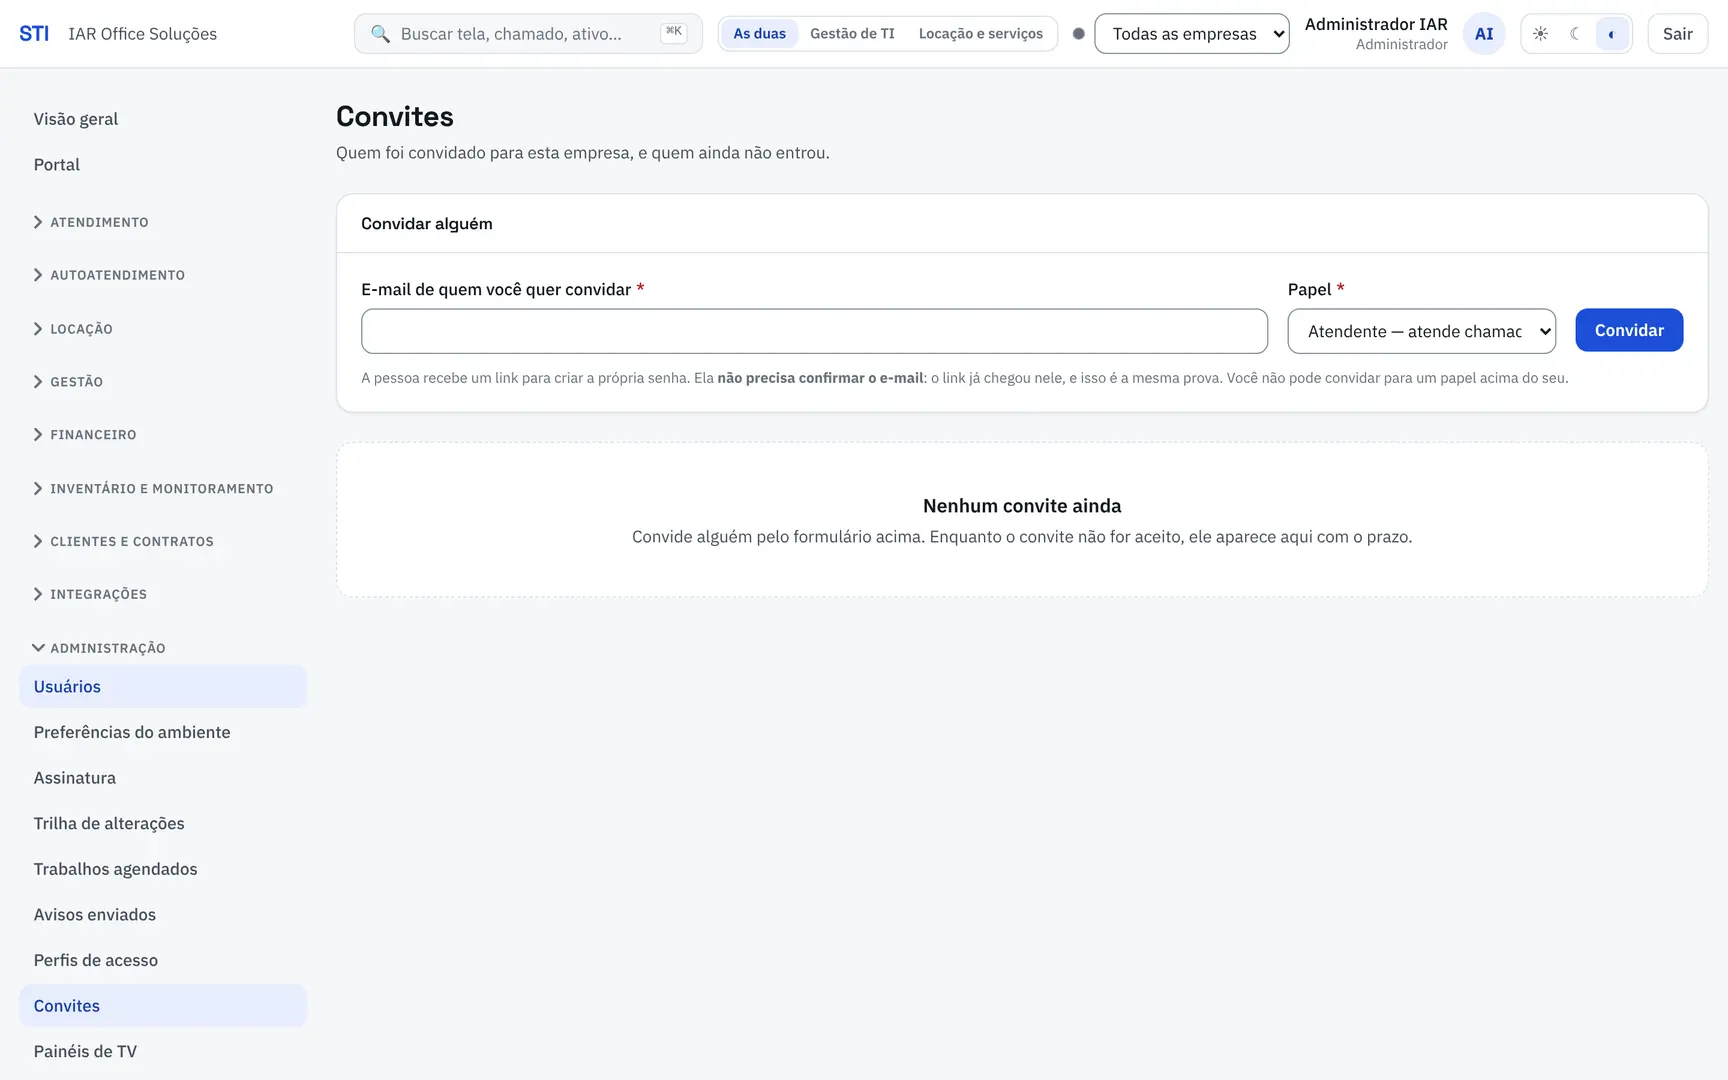 STI IAR Office Soluções
Buscar tela, chamado, ativo... ⌘K
As duas Gestão de TI Locação e serviços
Todas as empresas
Administrador IAR
Administrador
AI
Sair
Visão geral
Portal
ATENDIMENTO
AUTOATENDIMENTO
LOCAÇÃO
GESTÃO
FINANCEIRO
INVENTÁRIO E MONITORAMENTO
CLIENTES E CONTRATOS
INTEGRAÇÕES
ADMINISTRAÇÃO
Usuários
Preferências do ambiente
Assinatura
Trilha de alterações
Trabalhos agendados
Avisos enviados
Perfis de acesso
Convites
Painéis de TV
Convites
Quem foi convidado para esta empresa, e quem ainda não entrou.
Convidar alguém
E-mail de quem você quer convidar *
Papel *
Atendente — atende chamac
Convidar
A pessoa recebe um link para criar a própria senha. Ela não precisa confirmar o e-mail: o link já chegou nele, e isso é a mesma prova. Você não pode convidar para um papel acima do seu.
Nenhum convite ainda
Convide alguém pelo formulário acima. Enquanto o convite não for aceito, ele aparece aqui com o prazo.